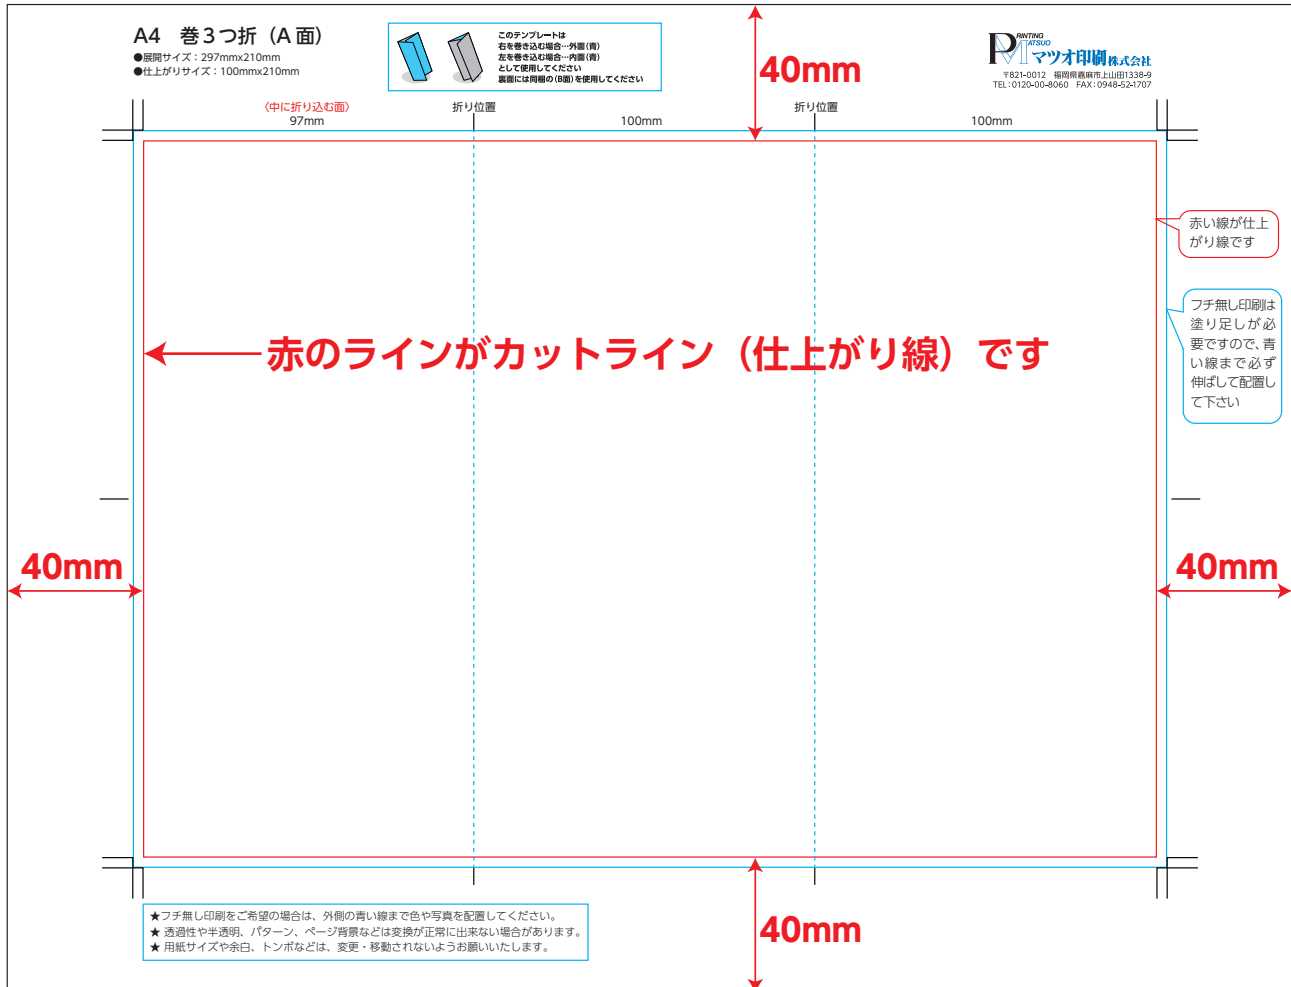 A4　巻３つ折（A 面）
●展開サイズ：297mmx210mm
●仕上がりサイズ：100mmx210mm
このテンプレートは
右を巻き込む場合…外面（青）
左を巻き込む場合…内面（青）
として使用してください
裏面には同梱の（B面）を使用してください
40mm
PRINTING
MATSUO
マツオ印刷株式会社
〒821-0012　福岡県嘉麻市上山田1338-9
TEL：0120-00-8060　FAX：0948-52-1707
〈中に折り込む面〉
97mm
折り位置
100mm
折り位置
100mm
赤い線が仕上
がり線です
フチ無し印刷は
塗り足しが必
要ですので、青
い線まで必ず
伸ばして配置し
て下さい
赤のラインがカットライン（仕上がり線）です
40mm
40mm
★フチ無し印刷をご希望の場合は、外側の青い線まで色や写真を配置してください。
★ 透過性や半透明、パターン、ページ背景などは変換が正常に出来ない場合があります。
★ 用紙サイズや余白、トンボなどは、変更・移動されないようお願いいたします。
40mm